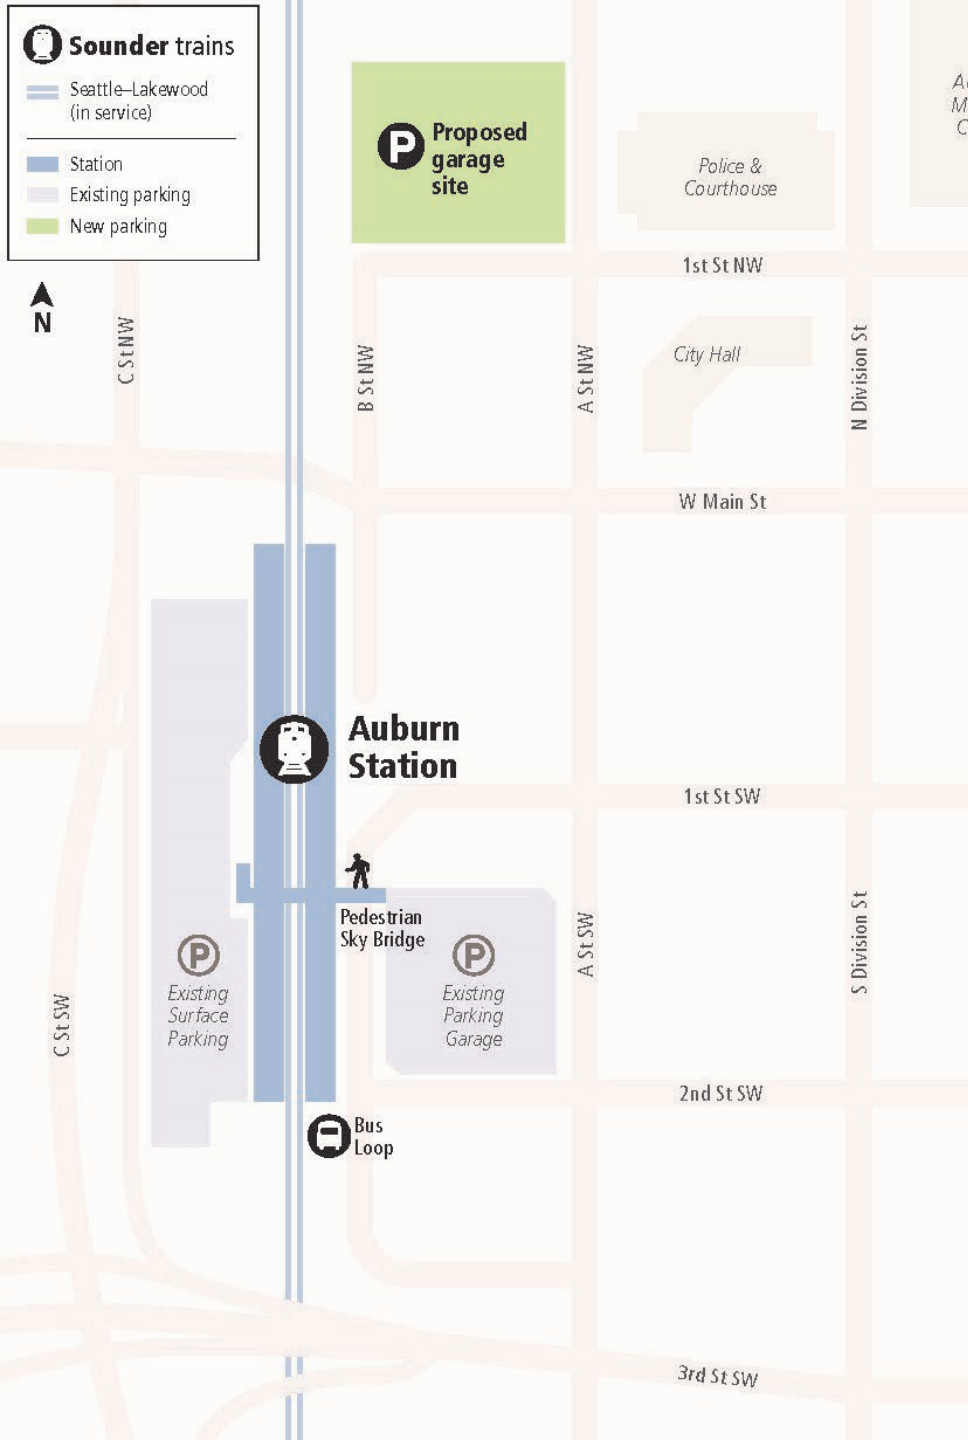 Sounder trains
Seattle–Lakewood
(in service)
Station
Existing parking
New parking
N
P
Proposed
garage
site
Police &
Courthouse
1st St NW
C St NW
B St NW
A St NW
City Hall
N Division St
W Main St
Auburn
Station
1st St SW
Pedestrian
Sky Bridge
P
Existing
Surface
Parking
P
Existing
Parking
Garage
A St SW
S Division St
C St SW
2nd St SW
Bus
Loop
3rd St SW